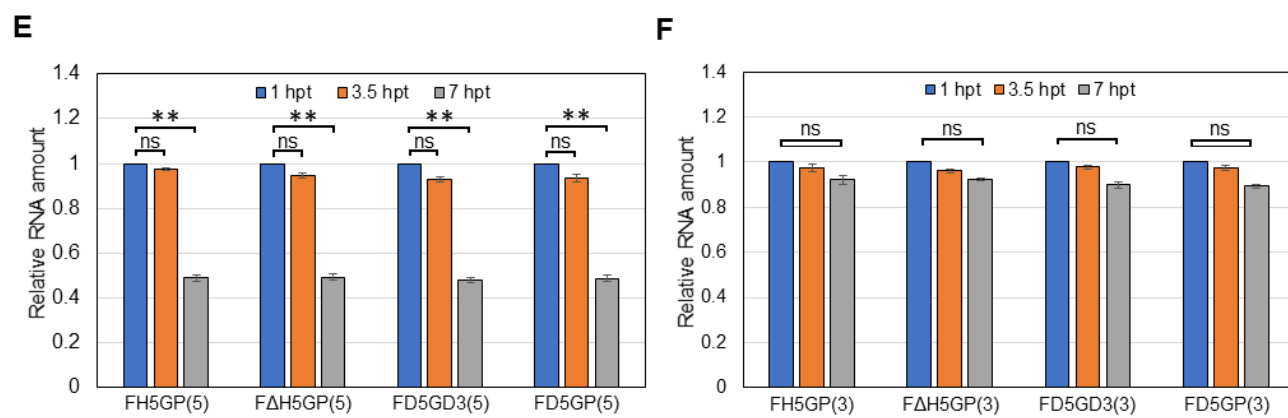 E
Relative RNA amount
1.4
1.2
1
0.8
0.6
0.4
0.2
0
1 hpt 3.5 hpt 7 hpt
** ** ** **
ns ns ns ns
FH5GP(5) FΔH5GP(5) FD5GD3(5) FD5GP(5)
F
Relative RNA amount
1.4
1.2
1
0.8
0.6
0.4
0.2
0
1 hpt 3.5 hpt 7 hpt
ns ns ns ns
FH5GP(3) FΔH5GP(3) FD5GD3(3) FD5GP(3)